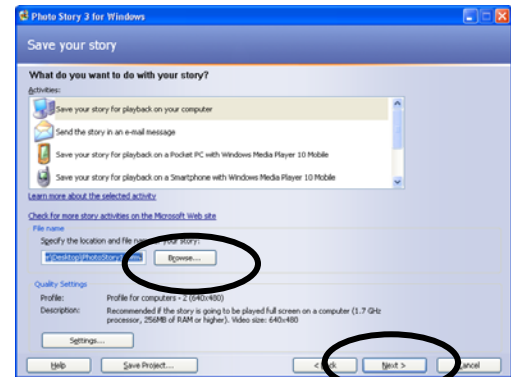 Photo Story 3 for Windows
Save your story
What do you want to do with your story?
Activities:
Save your story for playback on your computer
Send the story in an e-mail message
Save your story for playback on a Pocket PC with Windows Media Player 10 Mobile
Save your story for playback on a Smartphone with Windows Media Player 10 Mobile
Learn more about the selected activity
Check for more story activities on the Microsoft Web site
File name
Specify the location and file name of your story:
Browse...
Quality Settings
Profile: Profile for computers - 2 (640x480)
Description: Recommended if the story is going to be played full screen on a computer (1.7 GHz
processor, 256MB of RAM or higher). Video size: 640x480
Settings...
Help Save Project... < Next > Cancel